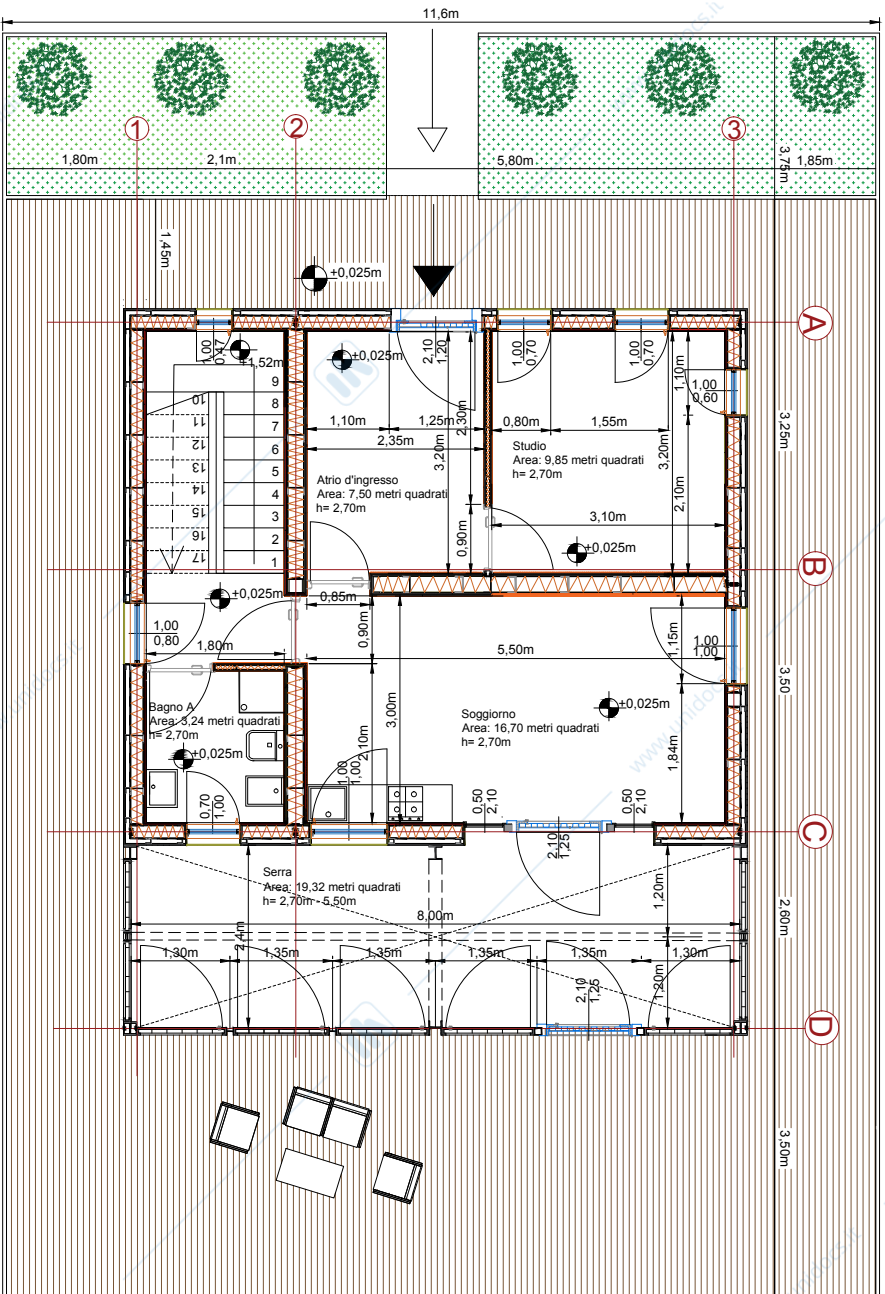 11,6m
1
2
3
1,80m
2,1m
5,80m
1,85m
3,75m
1,45m
+0,025m
A
1,00
0,47
+1,52m
+0,025m
2,10
1,20
1,00
0,70
1,00
0,70
1,10m
1,00
0,60
3,25m
9
8
7
6
5
4
3
2
1
10
11
12
13
14
15
16
17
1,10m
1,25m
2,30m
2,35m
3,20m
0,80m
1,55m
3,20m
Studio
Area: 9,85 metri quadrati
h= 2,70m
Atrio d'ingresso
Area: 7,50 metri quadrati
h= 2,70m
2,10m
3,10m
0,90m
+0,025m
B
+0,025m
0,85m
0,90m
1,00
0,80
1,80m
5,50m
1,15m
1,00
1,00
3,50
3,00m
Bagno A
Area: 3,24 metri quadrati
h= 2,70m
+0,025m
Soggiorno
Area: 16,70 metri quadrati
h= 2,70m
+0,025m
2,10m
1,84m
1,00
1,00
0,70
1,00
0,50
2,10
0,50
2,10
C
2,10
1,25
Serra
Area: 19,32 metri quadrati
h= 2,70m - 5,50m
8,00m
1,20m
2,60m
2,4m
1,30m
1,35m
1,35m
1,35m
1,35m
1,30m
2,10
1,25
1,20m
D
3,50m
www.unidocs.it